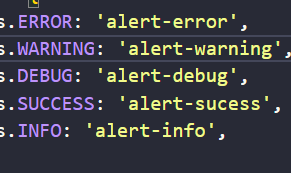 s.ERROR: 'alert-error',
s.WARNING: 'alert-warning',
s.DEBUG: 'alert-debug',
s.SUCCESS: 'alert-sucess',
s.INFO: 'alert-info',